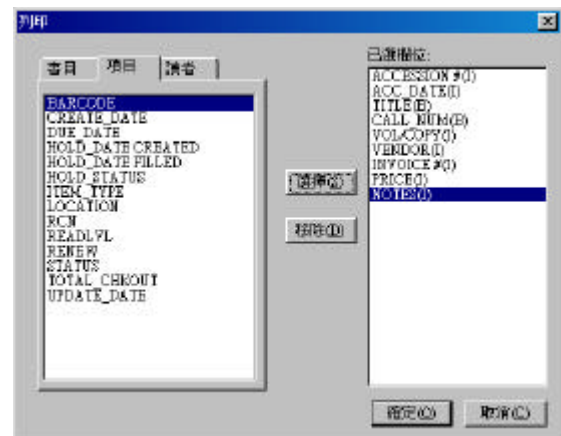 列印
書目
項目
讀者
BARCODE
CREATE_DATE
DUE_DATE
HOLD_DATE CREATED
HOLD_DATE FILLED
HOLD_STATUS
ITEM_TYPE
LOCATION
RCN
READLVL
RENEW
STATUS
TOTAL_CHKOUT
UPDATE_DATE
選擇(S)
移除(D)
已選欄位:
ACCESSION #(I)
ACC_DATE(I)
TITLE(B)
CALL_NUM(B)
VOL/COPY(I)
VENDOR(I)
INVOICE #(I)
PRICE(I)
NOTES(I)
確定(O)
取消(C)